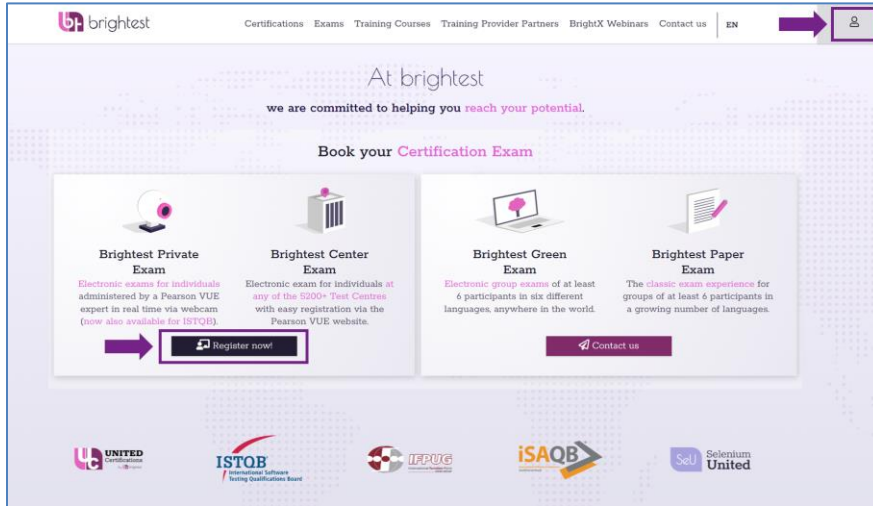 brightest
Certifications Exams Training Courses Training Provider Partners BrightX Webinars Contact us EN
At brightest
we are committed to helping you reach your potential.
Book your Certification Exam
Brightest Private
Exam
Electronic exams for individuals
administered by a Pearson VUE
expert in real time via webcam
(now also available for ISTQB).
Brightest Center
Exam
Electronic exam for individuals at
any of the 5200+ Test Centres
with easy registration via the
Pearson VUE website.
Register now!
Brightest Green
Exam
Electronic group exams of at least
6 participants in six different
languages, anywhere in the world.
Brightest Paper
Exam
The classic exam experience for
groups of at least 6 participants in
a growing number of languages.
Contact us
UNITED
Certifications
ISTQB
International Software
Testing Qualifications Board
IFPUG
iSAQB
SeU Selenium
United